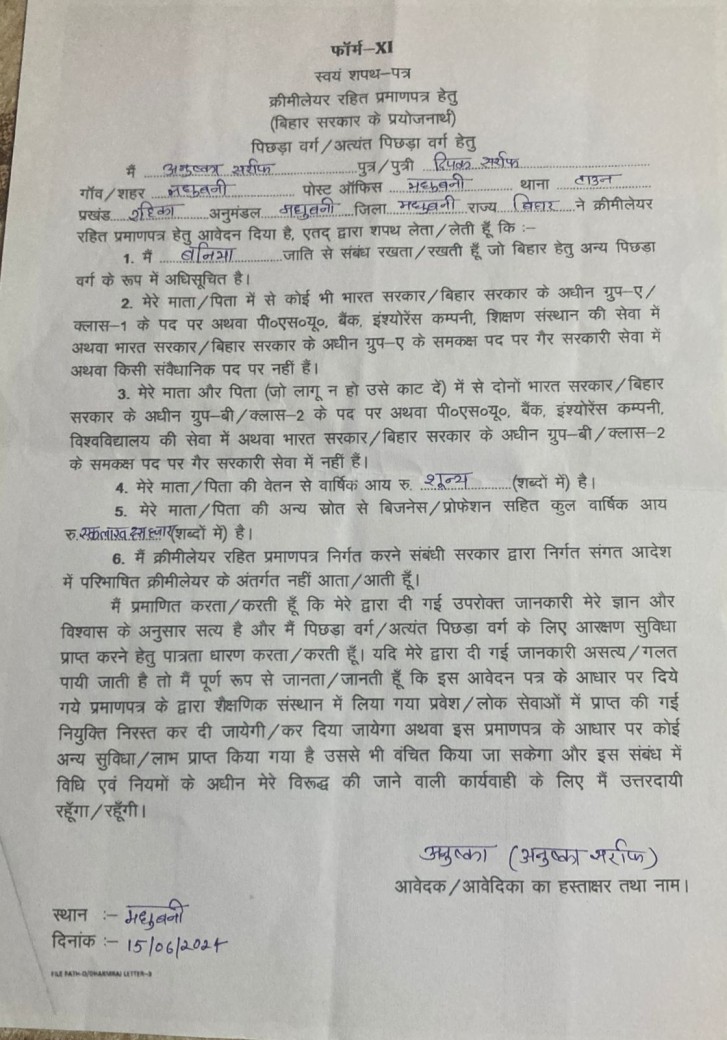 फॉर्म–XI
स्वयं शपथ–पत्र
क्रीमीलेयर रहित प्रमाणपत्र हेतु
(बिहार सरकार के प्रयोजनार्थ)
पिछड़ा वर्ग/अत्यंत पिछड़ा वर्ग हेतु
मैं अनुष्का सर्राफ पुत्र/पुत्री दिपक सर्राफ
गॉव/शहर मधुबनी पोस्ट ऑफिस मधुबनी थाना टाउन
प्रखंड रहिका अनुमंडल मधुबनी जिला मधुबनी राज्य बिहार ने क्रीमीलेयर
रहित प्रमाणपत्र हेतु आवेदन दिया है, एतद् द्वारा शपथ लेता/लेती हूँ कि :–
1. मैं बनिया जाति से संबंध रखता/रखती हूँ जो बिहार हेतु अन्य पिछड़ा
वर्ग के रूप में अधिसूचित है।
2. मेरे माता/पिता में से कोई भी भारत सरकार/बिहार सरकार के अधीन ग्रुप–ए/
क्लास–1 के पद पर अथवा पी०एस०यू०, बैंक, इंश्योरेंस कम्पनी, शिक्षण संस्थान की सेवा में
अथवा भारत सरकार/बिहार सरकार के अधीन ग्रुप–ए के समकक्ष पद पर गैर सरकारी सेवा में
अथवा किसी संवैधानिक पद पर नहीं हैं।
3. मेरे माता और पिता (जो लागू न हो उसे काट दें) में से दोनों भारत सरकार/बिहार
सरकार के अधीन ग्रुप–बी/क्लास–2 के पद पर अथवा पी०एस०यू०, बैंक, इंश्योरेंस कम्पनी,
विश्वविद्यालय की सेवा में अथवा भारत सरकार/बिहार सरकार के अधीन ग्रुप–बी/क्लास–2
के समकक्ष पद पर गैर सरकारी सेवा में नहीं हैं।
4. मेरे माता/पिता की वेतन से वार्षिक आय रु. शून्य (शब्दों में) है।
5. मेरे माता/पिता की अन्य स्रोत से बिजनेस/प्रोफेशन सहित कुल वार्षिक आय
रु. एक लाख (शब्दों में) है।
6. मैं क्रीमीलेयर रहित प्रमाणपत्र निर्गत करने संबंधी सरकार द्वारा निर्गत संगत आदेश
में परिभाषित क्रीमीलेयर के अंतर्गत नहीं आता/आती हूँ।
मैं प्रमाणित करता/करती हूँ कि मेरे द्वारा दी गई उपरोक्त जानकारी मेरे ज्ञान और
विश्वास के अनुसार सत्य है और मैं पिछड़ा वर्ग/अत्यंत पिछड़ा वर्ग के लिए आरक्षण सुविधा
प्राप्त करने हेतु पात्रता धारण करता/करती हूँ। यदि मेरे द्वारा दी गई जानकारी असत्य/गलत
पायी जाती है तो मैं पूर्ण रूप से जानता/जानती हूँ कि इस आवेदन पत्र के आधार पर दिये
गये प्रमाणपत्र के द्वारा शैक्षणिक संस्थान में लिया गया प्रवेश/लोक सेवाओं में प्राप्त की गई
नियुक्ति निरस्त कर दी जायेगी/कर दिया जायेगा अथवा इस प्रमाणपत्र के आधार पर कोई
अन्य सुविधा/लाभ प्राप्त किया गया है उससे भी वंचित किया जा सकेगा और इस संबंध में
विधि एवं नियमों के अधीन मेरे विरूद्ध की जाने वाली कार्यवाही के लिए मैं उत्तरदायी
रहूँगा/रहूँगी।
अनुष्का (अनुष्का सर्राफ)
आवेदक/आवेदिका का हस्ताक्षर तथा नाम।
स्थान :– मधुबनी
दिनांक :– 15/06/2024
FILE PATH-D/DHARMRAJ LETTER-2